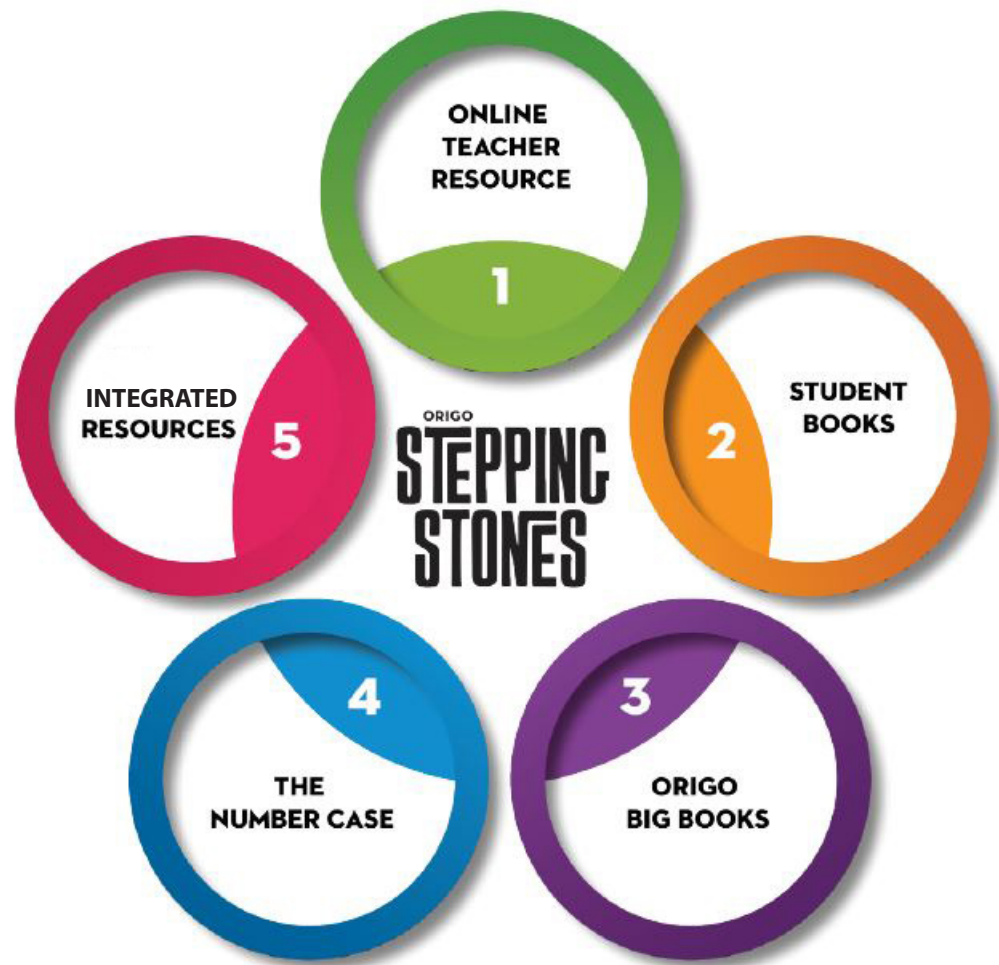 ONLINE
TEACHER
RESOURCE
1
STUDENT
BOOKS
2
ORIGO
BIG BOOKS
3
THE
NUMBER CASE
4
INTEGRATED
RESOURCES
5
ORIGO
STEPPING
STONES